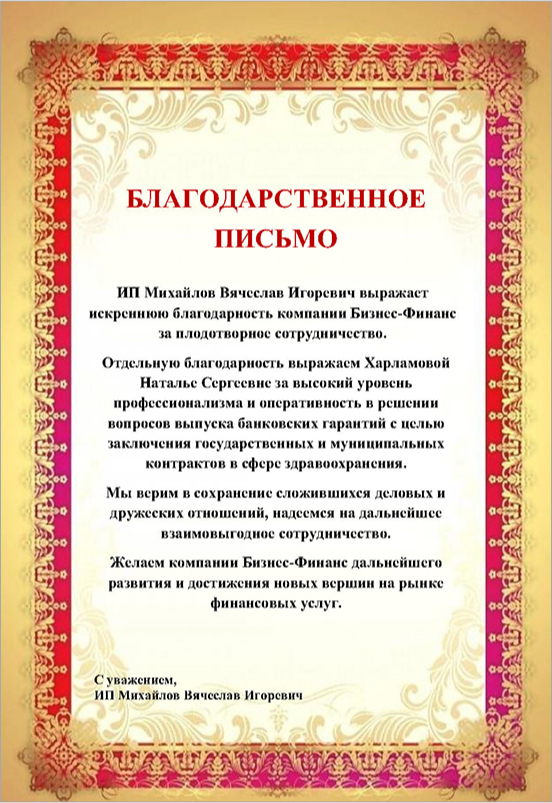 БЛАГОДАРСТВЕННОЕ
ПИСЬМО
ИП Михайлов Вячеслав Игоревич выражает
искреннюю благодарность компании Бизнес-Финанс
за плодотворное сотрудничество.
Отдельную благодарность выражаем Харламовой
Наталье Сергеевне за высокий уровень
профессионализма и оперативность в решении
вопросов выпуска банковских гарантий с целью
заключения государственных и муниципальных
контрактов в сфере здравоохранения.
Мы верим в сохранение сложившихся деловых и
дружеских отношений, надеемся на дальнейшее
взаимовыгодное сотрудничество.
Желаем компании Бизнес-Финанс дальнейшего
развития и достижения новых вершин на рынке
финансовых услуг.
С уважением,
ИП Михайлов Вячеслав Игоревич